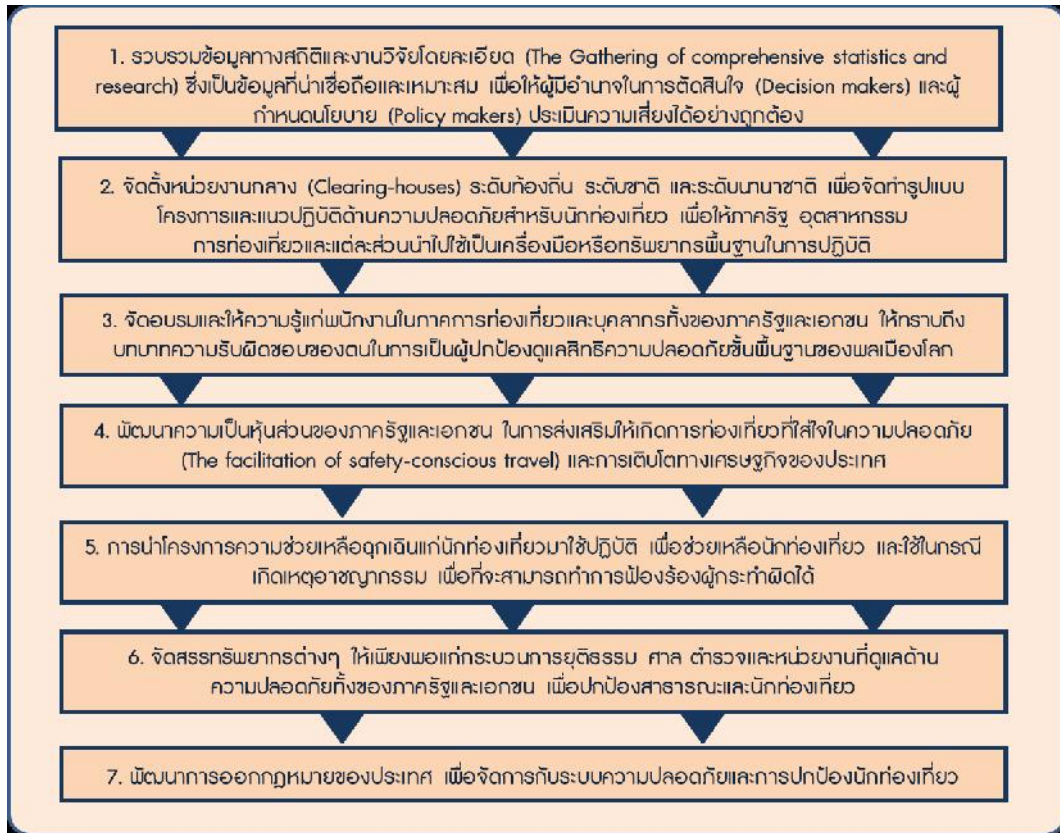 1. รวบรวมข้อมูลทางสถิติและงานวิจัยโดยละเอียด (The Gathering of comprehensive statistics and
research) ซึ่งเป็นข้อมูลที่น่าเชื่อถือและเหมาะสม เพื่อให้ผู้มีอำนาจในการตัดสินใจ (Decision makers) และผู้
กำหนดนโยบาย (Policy makers) ประเมินความเสี่ยงได้อย่างถูกต้อง
2. จัดตั้งหน่วยงานกลาง (Clearing-houses) ระดับท้องถิ่น ระดับชาติ และระดับนานาชาติ เพื่อจัดทำรูปแบบ
โครงการและแนวปฏิบัติด้านความปลอดภัยสำหรับนักท่องเที่ยว เพื่อให้ภาครัฐ อุตสาหกรรม
การท่องเที่ยวและแต่ละส่วนนำไปใช้เป็นเครื่องมือหรือทรัพยากรพื้นฐานในการปฏิบัติ
3. จัดอบรมและให้ความรู้แก่พนักงานในภาคการท่องเที่ยวและบุคลากรทั้งของภาครัฐและเอกชน ให้ทราบถึง
บทบาทความรับผิดชอบของตนในการเป็นผู้ปกป้องดูแลสิทธิความปลอดภัยขั้นพื้นฐานของพลเมืองโลก
4. พัฒนาความเป็นหุ้นส่วนของภาครัฐและเอกชน ในการส่งเสริมให้เกิดการท่องเที่ยวที่ใส่ใจในความปลอดภัย
(The facilitation of safety-conscious travel) และการเติบโตทางเศรษฐกิจของประเทศ
5. การนำโครงการความช่วยเหลือฉุกเฉินแก่นักท่องเที่ยวมาใช้ปฏิบัติ เพื่อช่วยเหลือนักท่องเที่ยว และใช้ในกรณี
เกิดเหตุอาชญากรรม เพื่อที่จะสามารถทำการฟ้องร้องผู้กระทำผิดได้
6. จัดสรรทรัพยากรต่างๆ ให้เพียงพอแก่กระบวนการยุติธรรม ศาล ตำรวจและหน่วยงานที่ดูแลด้าน
ความปลอดภัยทั้งของภาครัฐและเอกชน เพื่อปกป้องสาธารณะและนักท่องเที่ยว
7. พัฒนาการออกกฎหมายของประเทศ เพื่อจัดการกับระบบความปลอดภัยและการปกป้องนักท่องเที่ยว